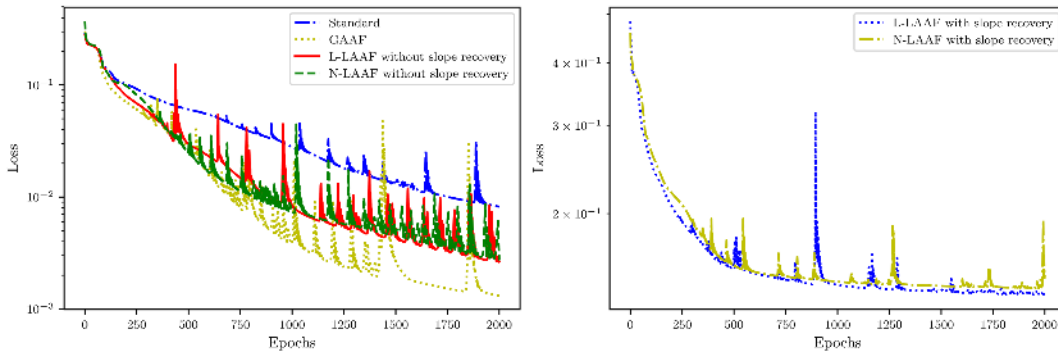 Standard
GAAF
L-LAAF without slope recovery
N-LAAF without slope recovery
10⁻¹
10⁻²
10⁻³
Loss
0 250 500 750 1000 1250 1500 1750 2000
Epochs
L-LAAF with slope recovery
N-LAAF with slope recovery
4 × 10⁻¹
3 × 10⁻¹
2 × 10⁻¹
Loss
0 250 500 750 1000 1250 1500 1750 2000
Epochs